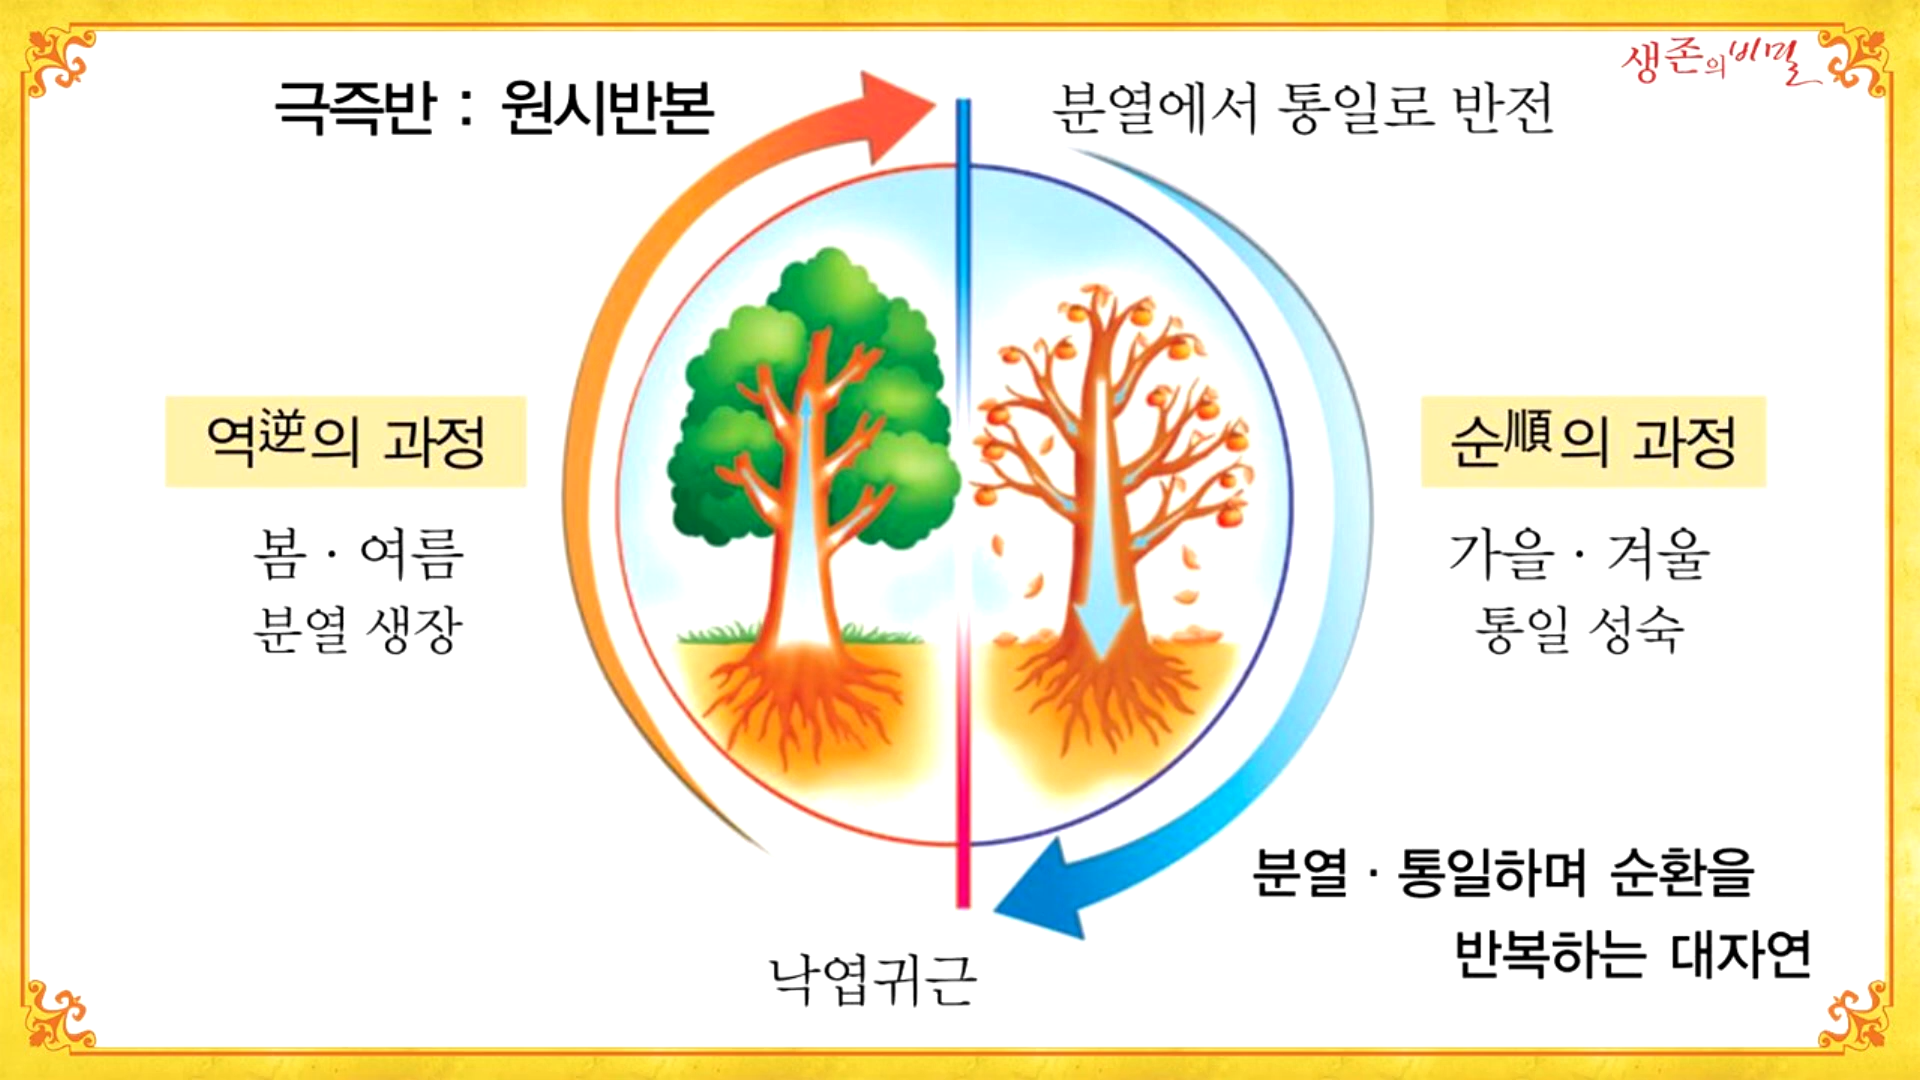 생존의 비밀
극즉반 : 원시반본
분열에서 통일로 반전
역逆의 과정
봄 · 여름
분열 생장
순順의 과정
가을 · 겨울
통일 성숙
분열 · 통일하며 순환을
반복하는 대자연
낙엽귀근